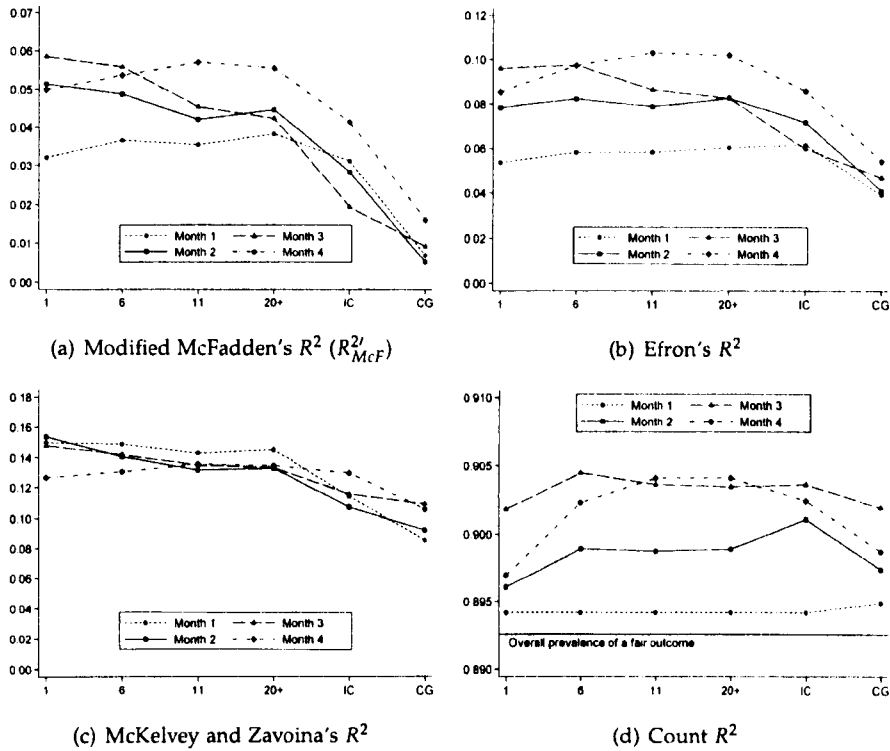 0.07
0.06
0.05
0.04
0.03
0.02
0.01
0.00
Month 1 Month 3
Month 2 Month 4
1 6 11 20+ IC CG
(a) Modified McFadden's R² (R²′McF)
0.12
0.10
0.08
0.06
0.04
0.02
0.00
Month 1 Month 3
Month 2 Month 4
1 6 11 20+ IC CG
(b) Efron's R²
0.18
0.16
0.14
0.12
0.10
0.08
0.06
0.04
0.02
0.00
Month 1 Month 3
Month 2 Month 4
1 6 11 20+ IC CG
(c) McKelvey and Zavoina's R²
0.910
0.905
0.900
0.895
0.890
Month 1 Month 3
Month 2 Month 4
Overall prevalence of a fair outcome
1 6 11 20+ IC CG
(d) Count R²